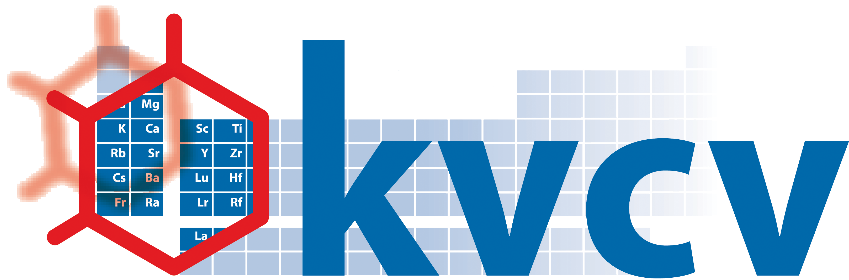 Mg
K Ca Sc Ti
Rb Sr Y Zr
Cs Ba Lu Hf
Fr Ra Lr Rf
La
kvcv